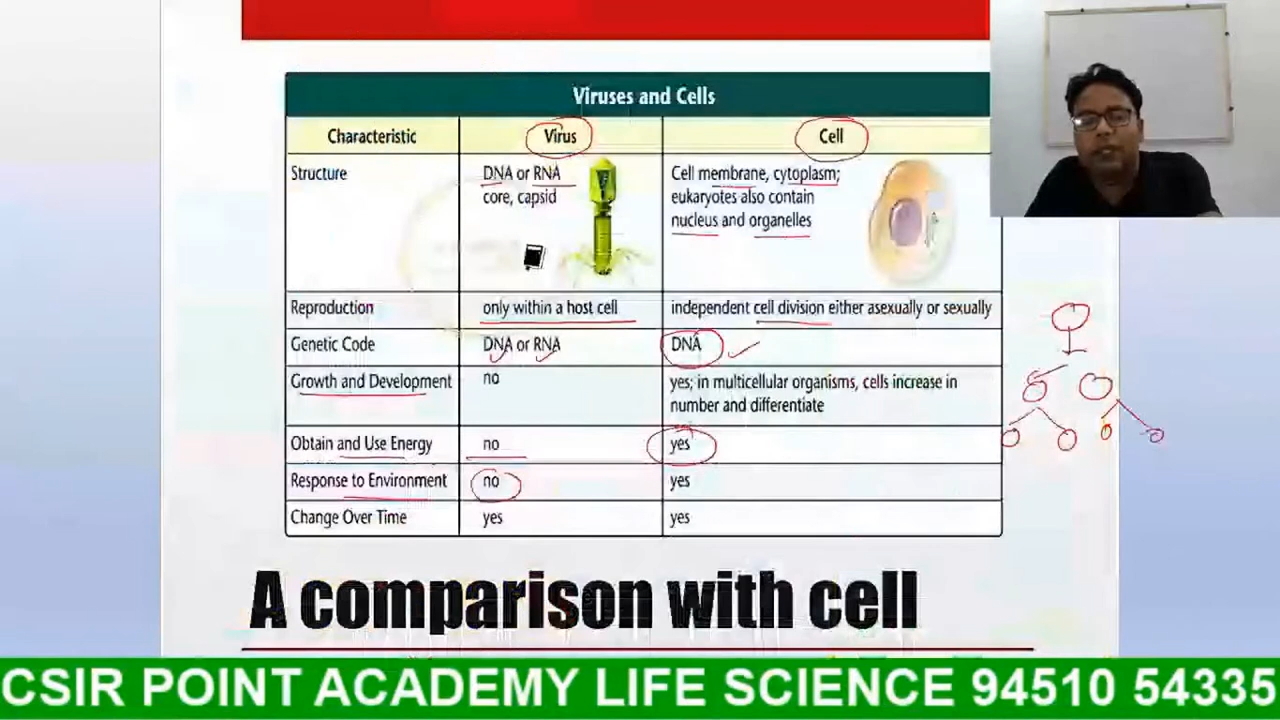 Viruses and Cells
Characteristic Virus Cell
Structure DNA or RNA Cell membrane, cytoplasm;
core, capsid eukaryotes also contain
nucleus and organelles
Reproduction only within a host cell independent cell division either asexually or sexually
Genetic Code DNA or RNA DNA
Growth and Development no yes; in multicellular organisms, cells increase in
number and differentiate
Obtain and Use Energy no yes
Response to Environment no yes
Change Over Time yes yes
A comparison with cell
CSIR POINT ACADEMY LIFE SCIENCE 94510 54335